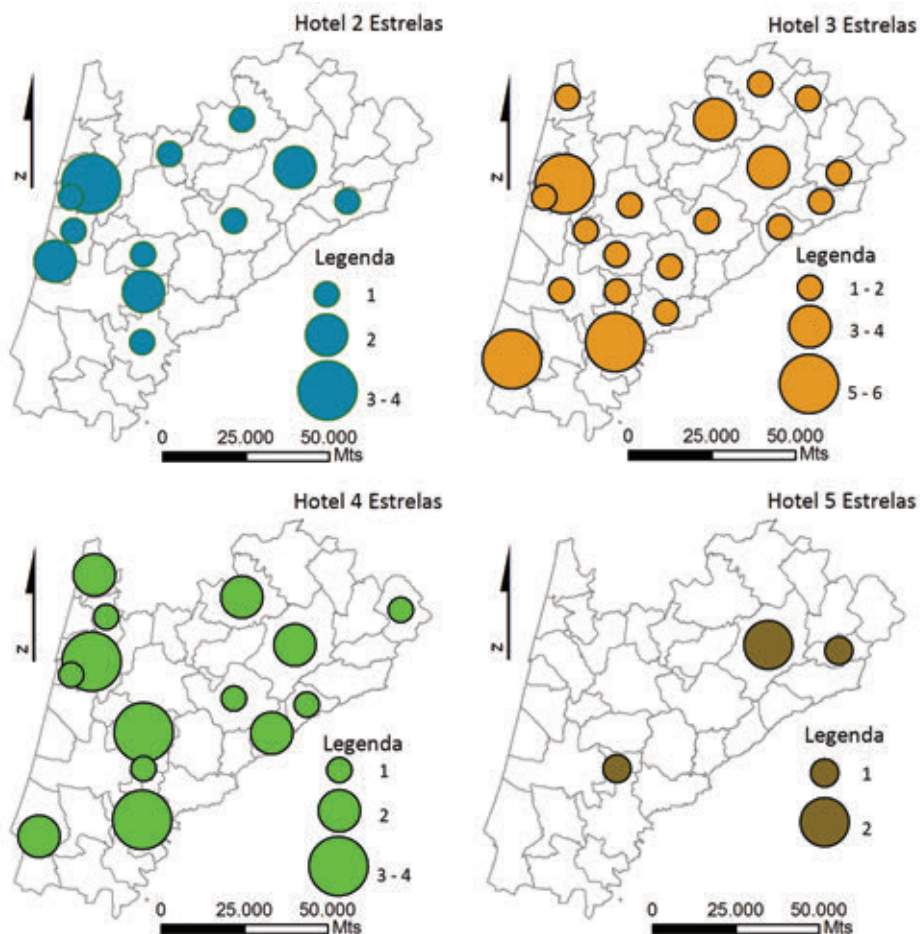 Hotel 2 Estrelas
N
Legenda
1
2
3 - 4
0 25.000 50.000
Mts
Hotel 3 Estrelas
N
Legenda
1 - 2
3 - 4
5 - 6
0 25.000 50.000
Mts
Hotel 4 Estrelas
N
Legenda
1
2
3 - 4
0 25.000 50.000
Mts
Hotel 5 Estrelas
N
Legenda
1
2
0 25.000 50.000
Mts